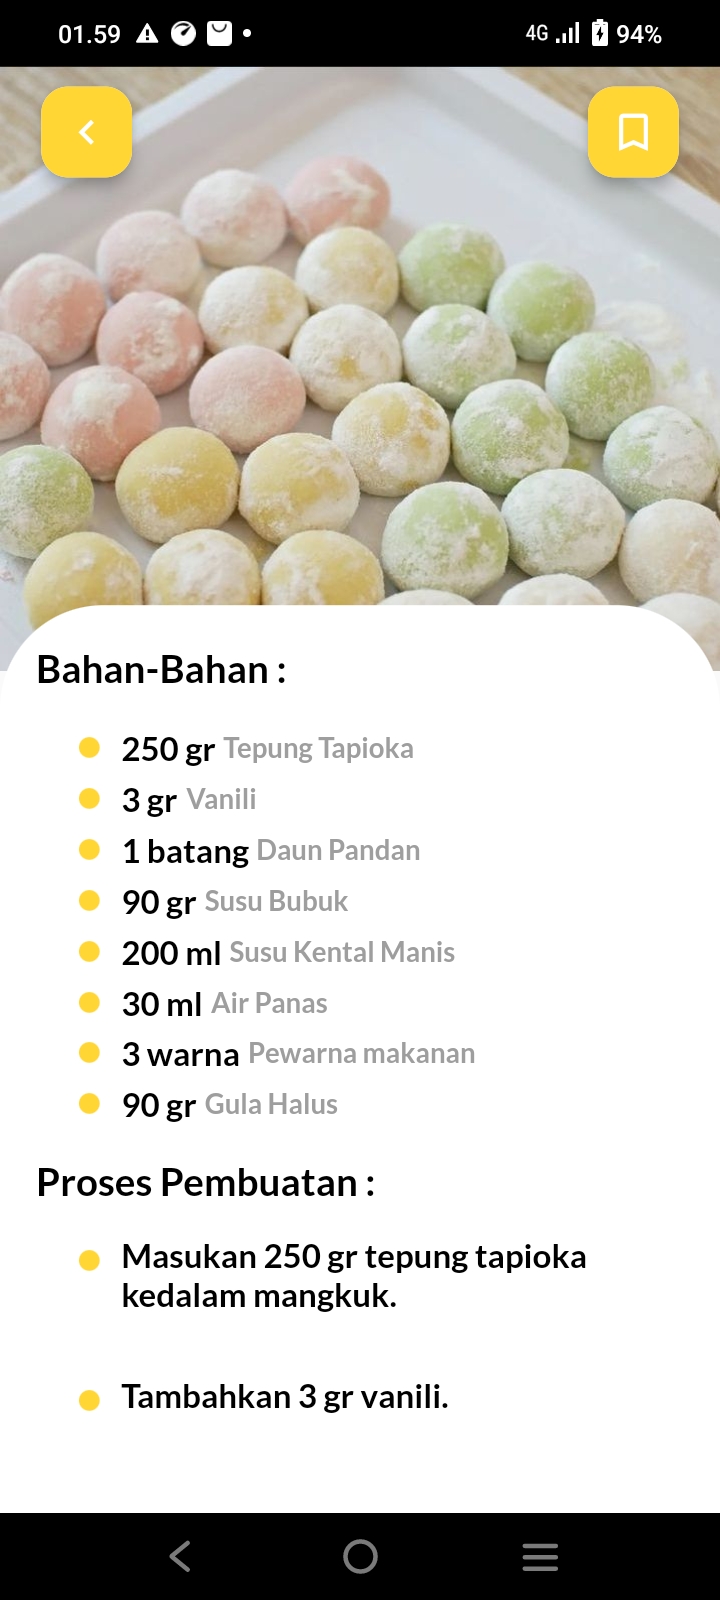 01.59
4G
94%
Bahan-Bahan :
250 gr Tepung Tapioka
3 gr Vanili
1 batang Daun Pandan
90 gr Susu Bubuk
200 ml Susu Kental Manis
30 ml Air Panas
3 warna Pewarna makanan
90 gr Gula Halus
Proses Pembuatan :
Masukan 250 gr tepung tapioka
kedalam mangkuk.
Tambahkan 3 gr vanili.